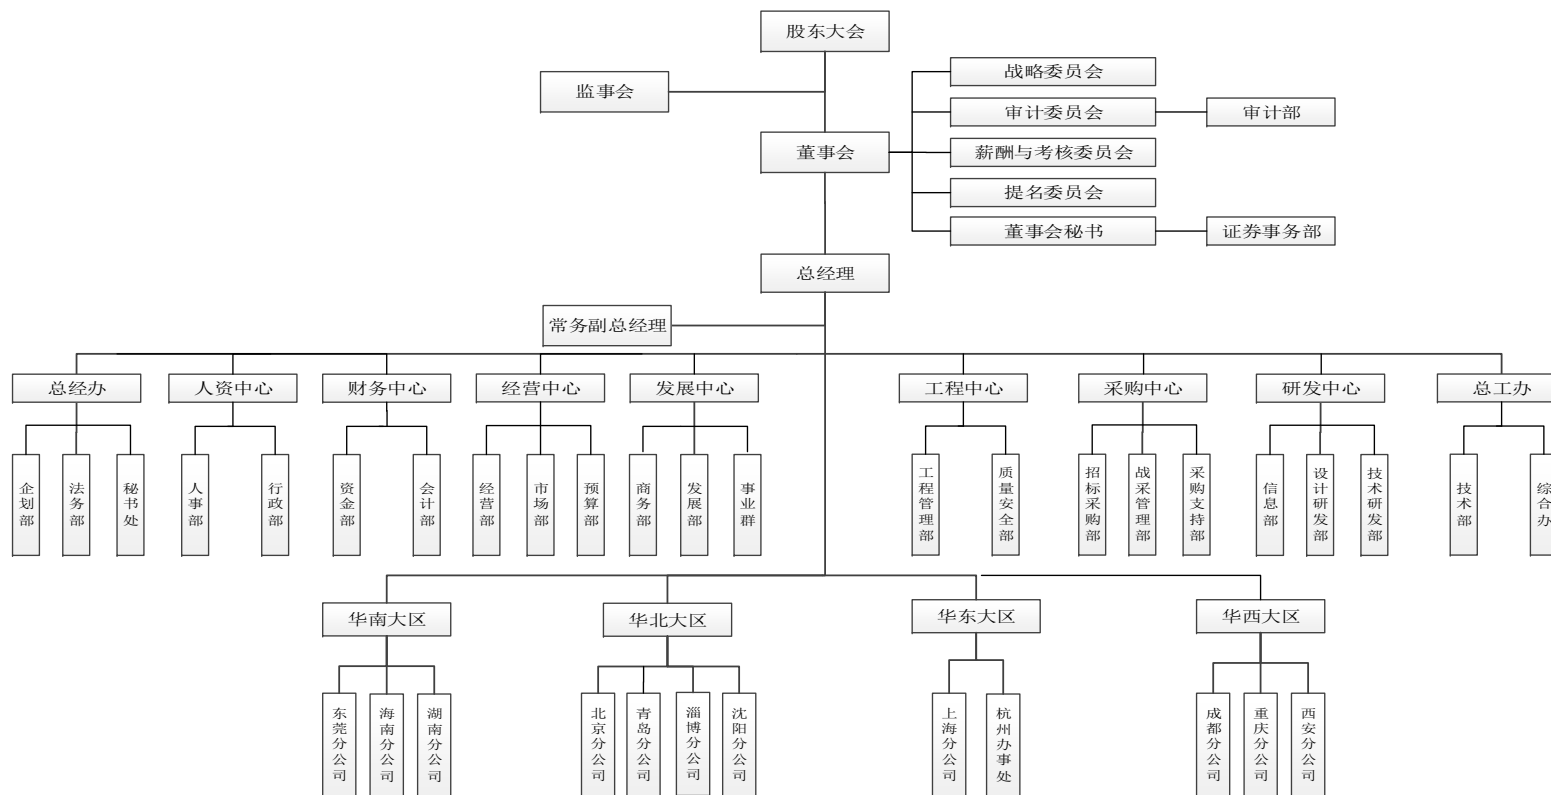 股东大会
战略委员会
监事会
审计委员会
审计部
董事会
薪酬与考核委员会
提名委员会
董事会秘书
证券事务部
总经理
常务副总经理
总经办
人资中心
财务中心
经营中心
发展中心
工程中心
采购中心
研发中心
总工办
企划部
法务部
秘书处
人事部
行政部
资金部
会计部
经营部
市场部
预算部
商务部
发展部
事业群
工程管理部
质量安全部
招标采购部
战采管理部
采购支持部
信息部
设计研发部
技术研发部
技术部
综合办
华南大区
华北大区
华东大区
华西大区
东莞分公司
海南分公司
湖南分公司
北京分公司
青岛分公司
淄博分公司
沈阳分公司
上海分公司
杭州办事处
成都分公司
重庆分公司
西安分公司